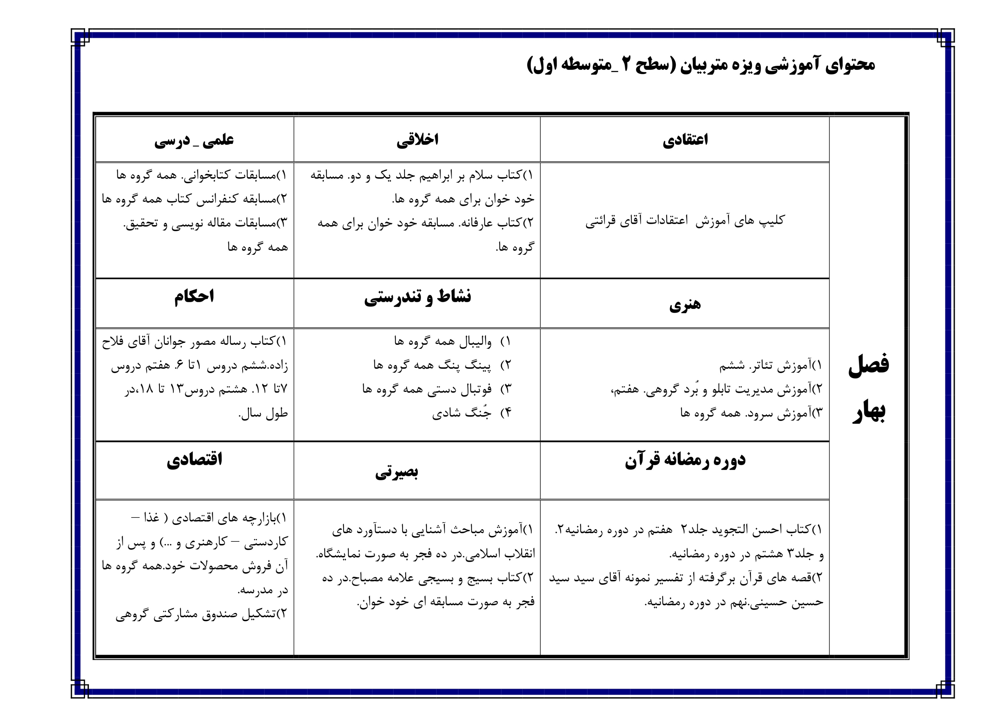 محتوای آموزشی ویزه متربیان (سطح ۲ _متوسطه اول)
فصل
بهار
اعتقادی
اخلاقی
علمی _ درسی
کلیپ های آموزش اعتقادات آقای قرائتی
۱)کتاب سلام بر ابراهیم جلد یک و دو. مسابقه
خود خوان برای همه گروه ها.
۲)کتاب عارفانه. مسابقه خود خوان برای همه
گروه ها.
۱)مسابقات کتابخوانی. همه گروه ها
۲)مسابقه کنفرانس کتاب همه گروه ها
۳)مسابقات مقاله نویسی و تحقیق.
همه گروه ها
هنری
نشاط و تندرستی
احکام
۱)آموزش تئاتر. ششم
۲)آموزش مدیریت تابلو و بُرد گروهی. هفتم،
۳)آموزش سرود. همه گروه ها
۱) والیبال همه گروه ها
۲) پینگ پنگ همه گروه ها
۳) فوتبال دستی همه گروه ها
۴) جُنگ شادی
۱)کتاب رساله مصور جوانان آقای فلاح
زاده.ششم دروس ۱تا ۶. هفتم دروس
۷تا ۱۲. هشتم دروس۱۳ تا ۱۸،در
طول سال.
دوره رمضانه قرآن
بصیرتی
اقتصادی
۱)کتاب احسن التجوید جلد۲ هفتم در دوره رمضانیه۲.
و جلد۳ هشتم در دوره رمضانیه.
۲)قصه های قرآن برگرفته از تفسیر نمونه آقای سید سید
حسین حسینی.نهم در دوره رمضانیه.
۱)آموزش مباحث آشنایی با دستآورد های
انقلاب اسلامی.در ده فجر به صورت نمایشگاه.
۲)کتاب بسیج و بسیجی علامه مصباح.در ده
فجر به صورت مسابقه ای خود خوان.
۱)بازارچه های اقتصادی ( غذا –
کاردستی – کارهنری و ...) و پس از
آن فروش محصولات خود.همه گروه ها
در مدرسه.
۲)تشکیل صندوق مشارکتی گروهی